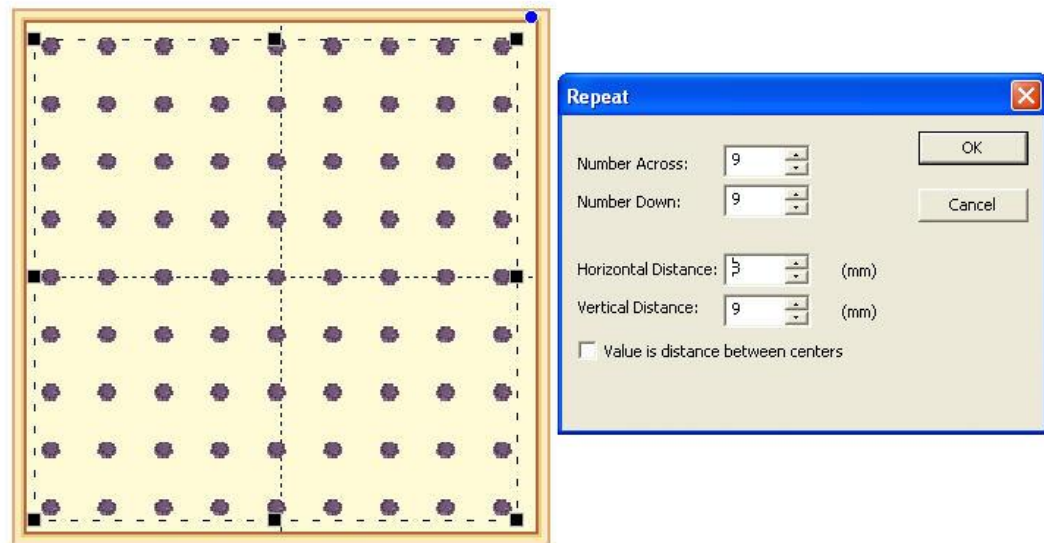 Repeat
OK
Number Across: 9
Number Down: 9
Cancel
Horizontal Distance: (mm)
Vertical Distance: 9 (mm)
Value is distance between centers